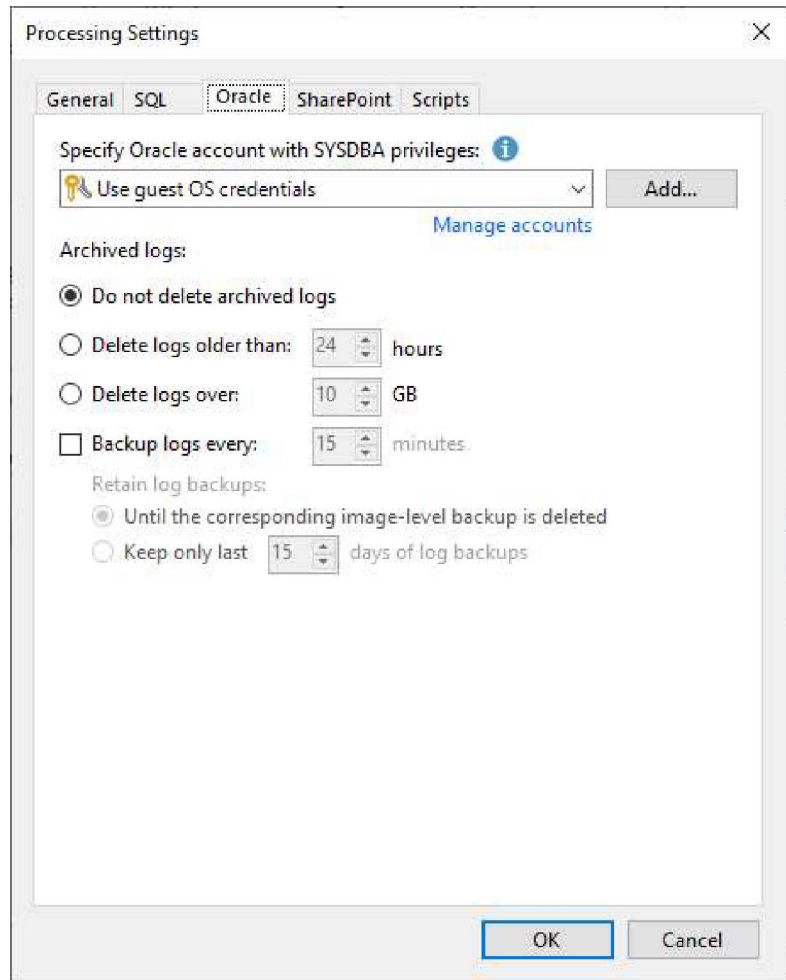 Processing Settings
General SQL Oracle SharePoint Scripts
Specify Oracle account with SYSDBA privileges:
Use guest OS credentials Add...
Manage accounts
Archived logs:
Do not delete archived logs
Delete logs older than: 24 hours
Delete logs over: 10 GB
Backup logs every: 15 minutes
Retain log backups:
Until the corresponding image-level backup is deleted
Keep only last 15 days of log backups
OK Cancel